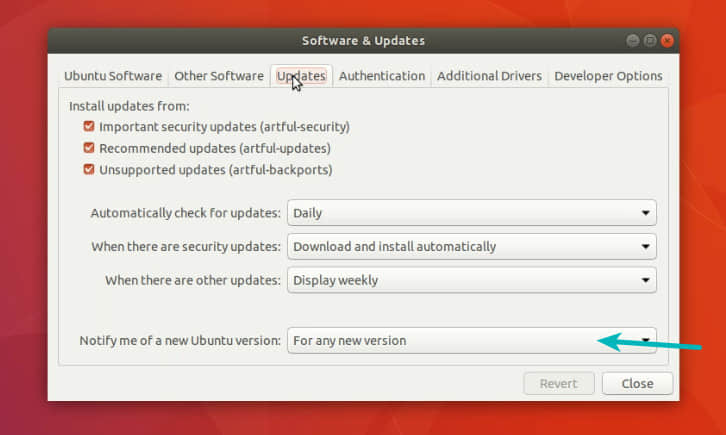 Software & Updates
Ubuntu Software Other Software Updates Authentication Additional Drivers Developer Options
Install updates from:
Important security updates (artful-security)
Recommended updates (artful-updates)
Unsupported updates (artful-backports)
Automatically check for updates: Daily
When there are security updates: Download and install automatically
When there are other updates: Display weekly
Notify me of a new Ubuntu version: For any new version
Revert Close